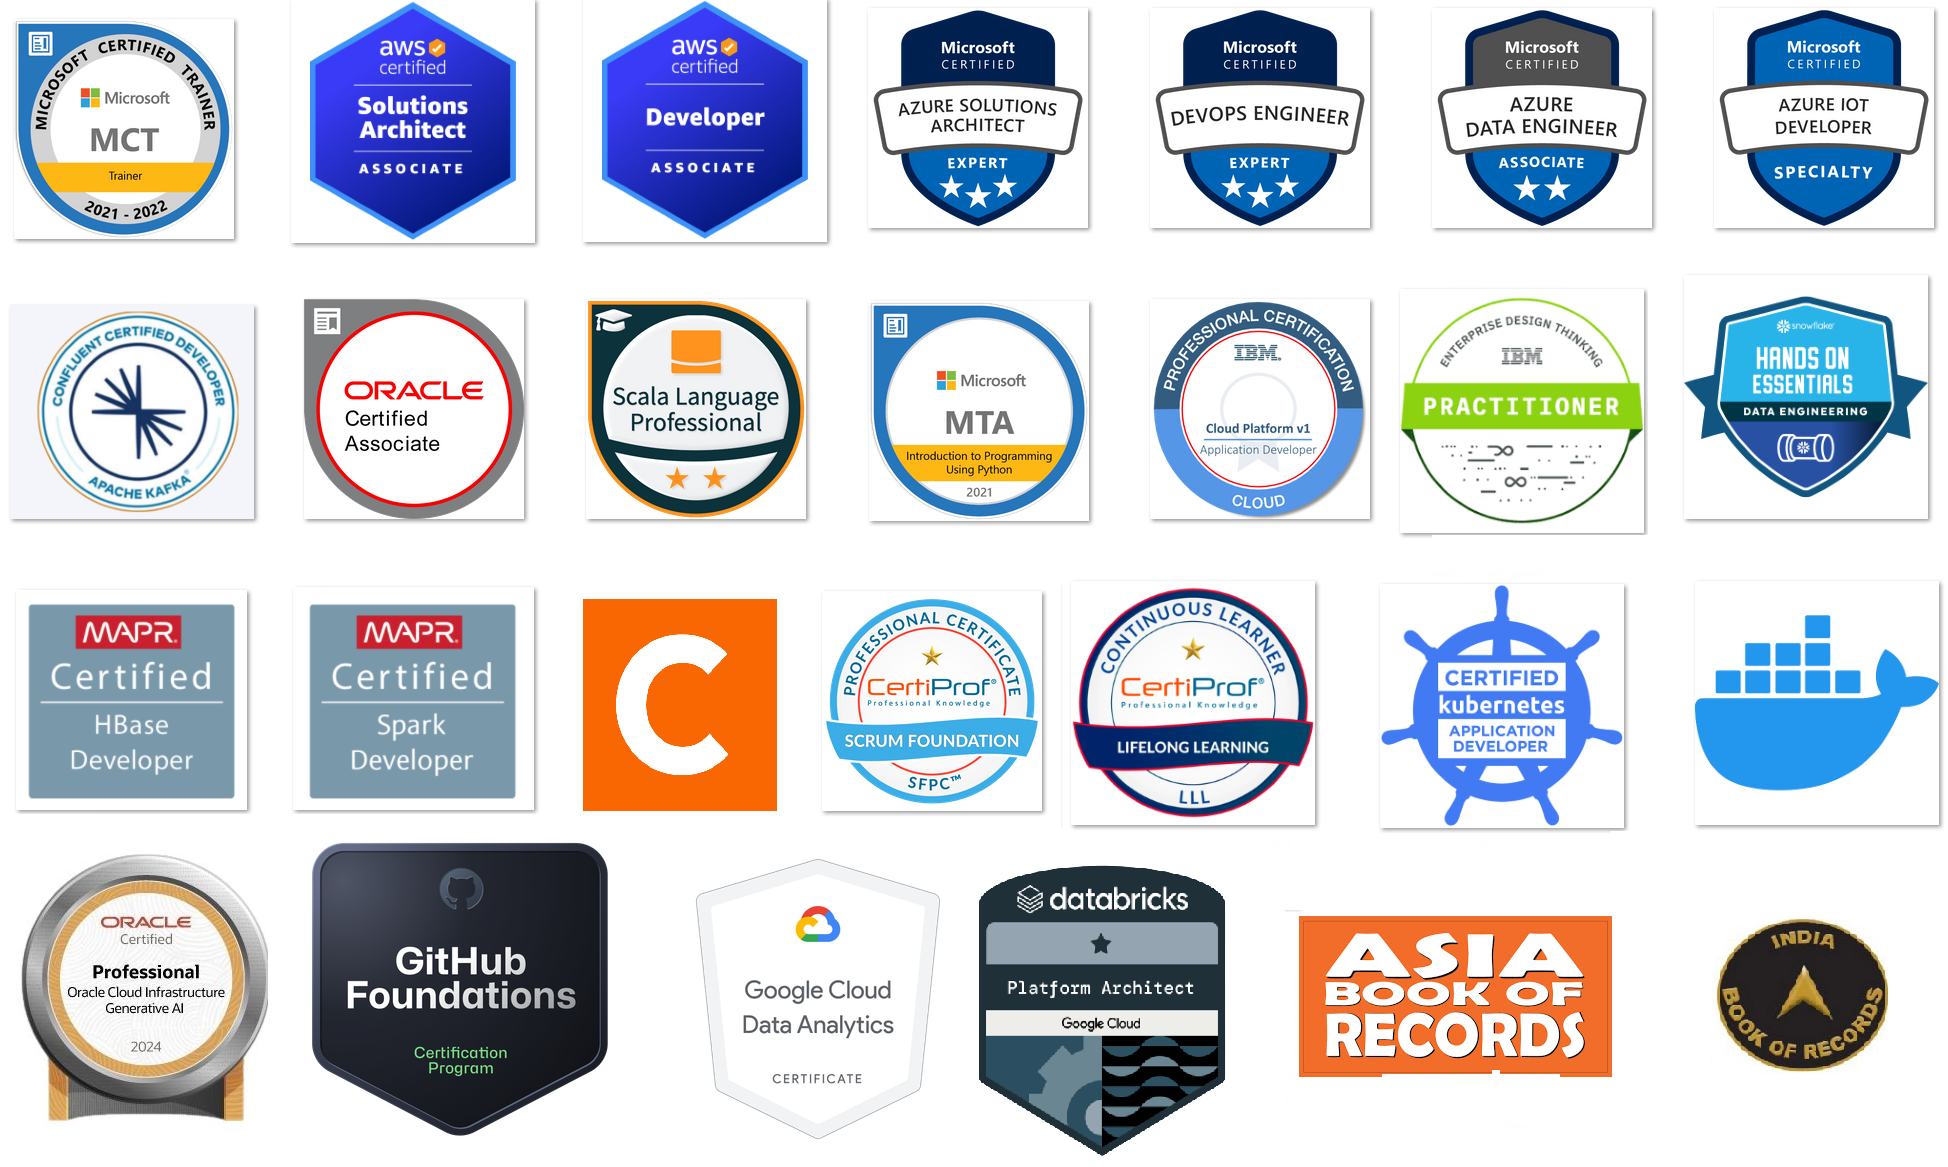 MICROSOFT CERTIFIED TRAINER
Microsoft
MCT
Trainer
2021 - 2022
aws
certified
Solutions
Architect
ASSOCIATE
aws
certified
Developer
ASSOCIATE
Microsoft
CERTIFIED
AZURE SOLUTIONS
ARCHITECT
EXPERT
Microsoft
CERTIFIED
DEVOPS ENGINEER
EXPERT
Microsoft
CERTIFIED
AZURE
DATA ENGINEER
ASSOCIATE
Microsoft
CERTIFIED
AZURE IOT
DEVELOPER
SPECIALTY
CONFLUENT CERTIFIED DEVELOPER
APACHE KAFKA®
ORACLE
Certified
Associate
Scala Language
Professional
Microsoft
MTA
Introduction to Programming
Using Python
2021
PROFESSIONAL CERTIFICATION
IBM.
Cloud Platform v1
Application Developer
CLOUD
ENTERPRISE DESIGN THINKING
IBM
PRACTITIONER
snowflake
HANDS ON
ESSENTIALS
DATA ENGINEERING
MAPR.
Certified
HBase
Developer
MAPR.
Certified
Spark
Developer
C
PROFESSIONAL CERTIFICATE
CertiProf®
Professional Knowledge
SCRUM FOUNDATION
SFPC™
CONTINUOUS LEARNER
CertiProf®
Professional Knowledge
LIFELONG LEARNING
LLL
CERTIFIED
kubernetes
APPLICATION
DEVELOPER
ORACLE
Certified
Professional
Oracle Cloud Infrastructure
Generative AI
2024
GitHub
Foundations
Certification
Program
Google Cloud
Data Analytics
CERTIFICATE
databricks
Platform Architect
Google Cloud
ASIA
BOOK OF
RECORDS
INDIA
BOOK OF RECORDS